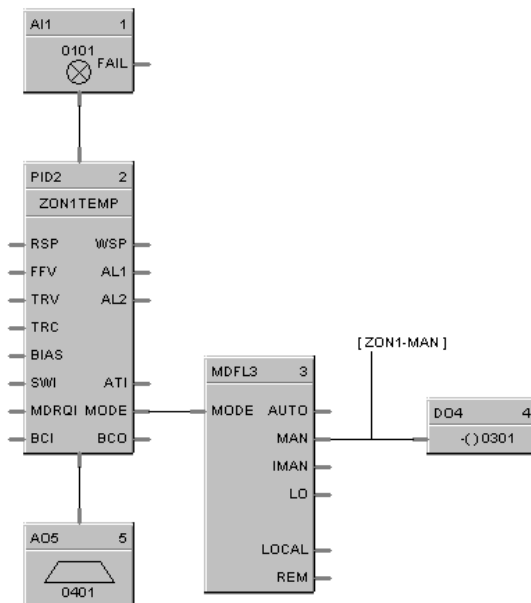 AI1 1
0101
FAIL
PID2 2
ZON1TEMP
RSP WSP
FFV AL1
TRV AL2
TRC
BIAS
SWI ATI
MDRQI MODE
BCI BCO
AO5 5
0401
MDFL3 3
MODE AUTO
MAN
IMAN
LO
LOCAL
REM
[ZON1-MAN]
DO4 4
-( ) 0301